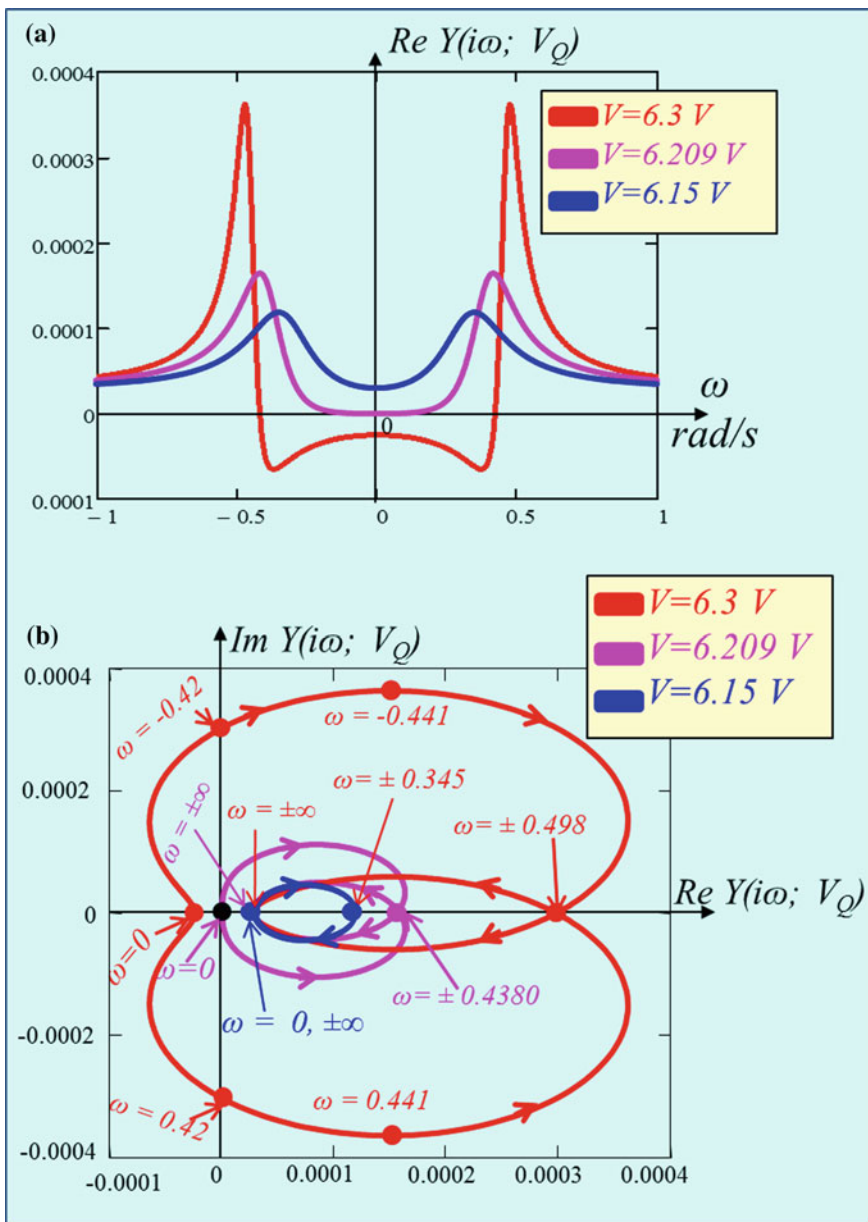 (a)
Re Y(iω; V_Q)
0.0004
0.0003
0.0002
0.0001
0
0.0001
V=6.3 V
V=6.209 V
V=6.15 V
ω
rad/s
0
−1
−0.5
0
0.5
1
(b)
Im Y(iω; V_Q)
V=6.3 V
V=6.209 V
V=6.15 V
0.0004
0.0002
0
-0.0002
-0.0004
ω = -0.42
ω = -0.441
ω = ±∞
ω = ±∞
ω= ± 0.345
ω= ± 0.498
Re Y(iω; V_Q)
ω=0
ω=0
ω= ± 0.4380
ω = 0, ±∞
ω = 0.42
ω = 0.441
-0.0001
0
0.0001
0.0002
0.0003
0.0004